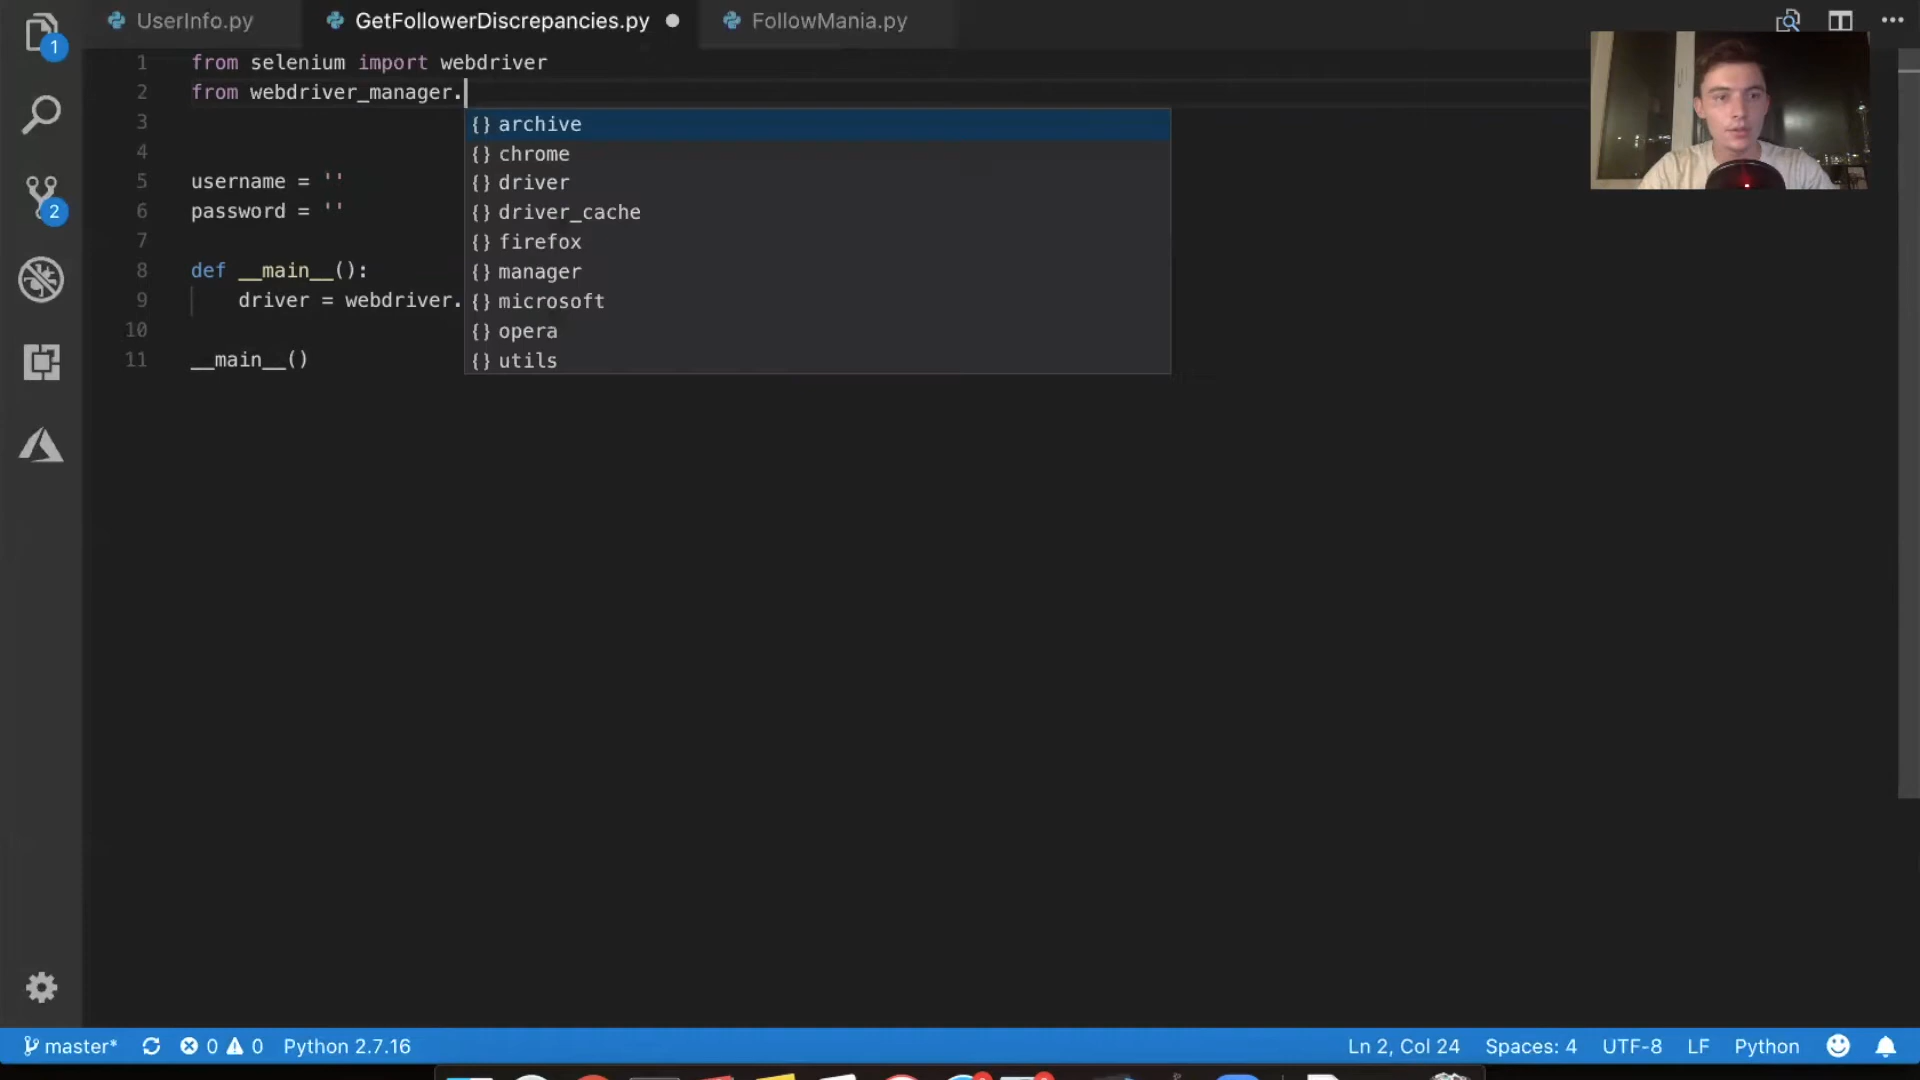 UserInfo.py GetFollowerDiscrepancies.py FollowMania.py
1 from selenium import webdriver
2 from webdriver_manager.
3 {} archive
4 {} chrome
5 username = '' {} driver
6 password = '' {} driver_cache
7 {} firefox
8 def __main__(): {} manager
9 driver = webdriver. {} microsoft
10 {} opera
11 __main__() {} utils
1
2
master* 0 0 Python 2.7.16 Ln 2, Col 24 Spaces: 4 UTF-8 LF Python